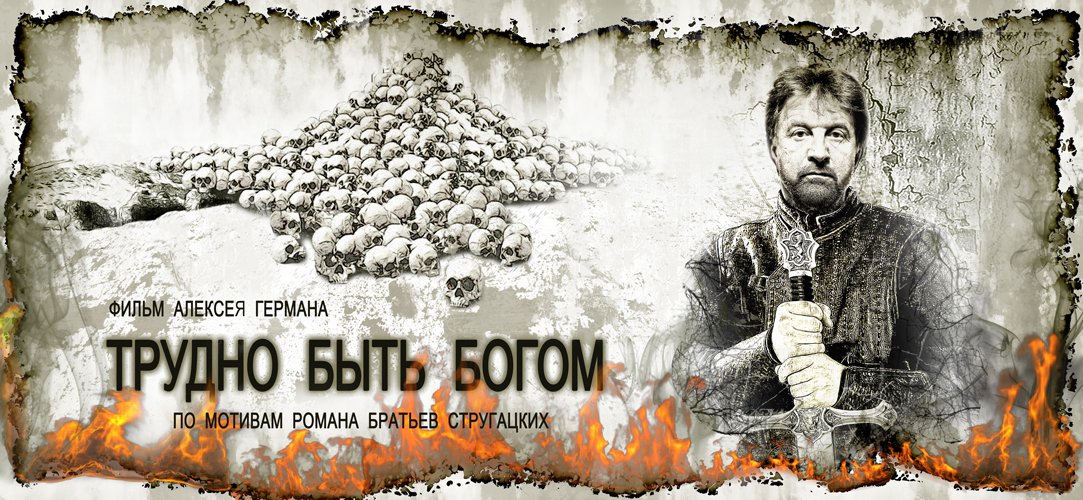 ФИЛЬМ АЛЕКСЕЯ ГЕРМАНА
ТРУДНО БЫТЬ БОГОМ
ПО МОТИВАМ РОМАНА БРАТЬЕВ СТРУГАЦКИХ